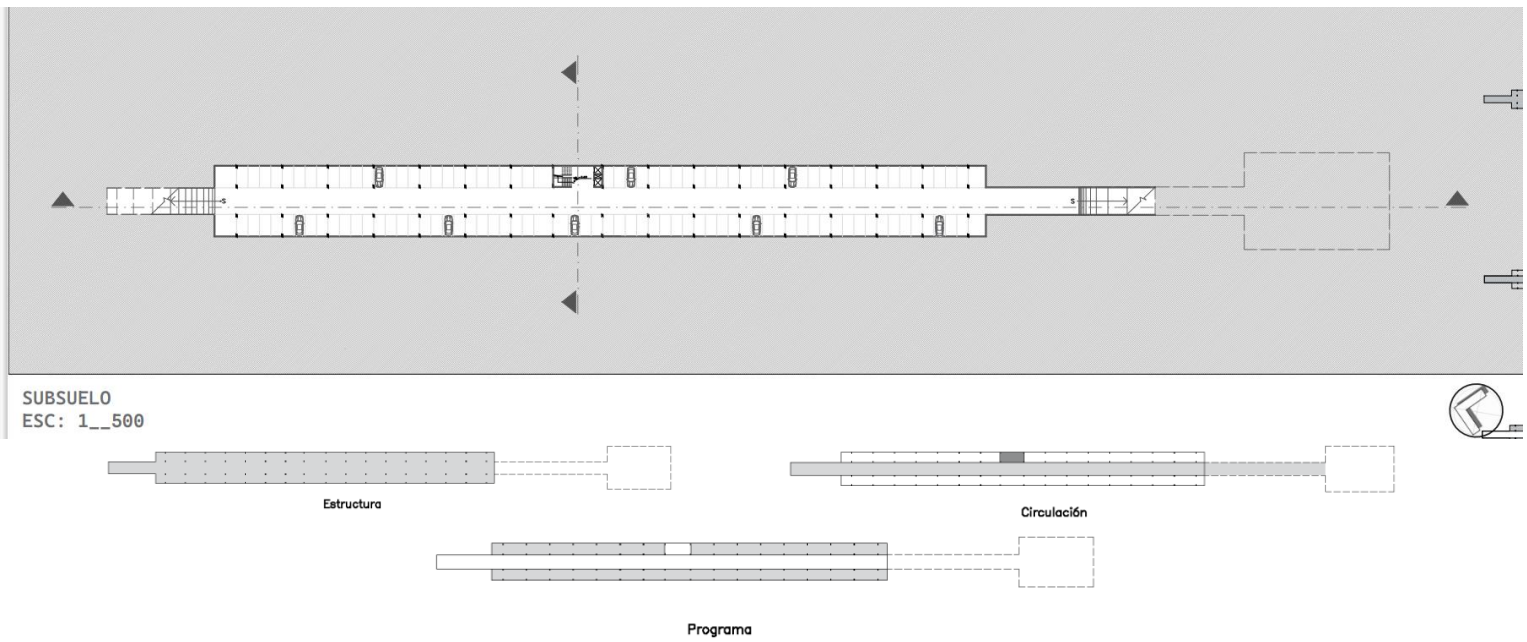 S
S
SUBSUELO
ESC: 1__500
Estructura
Circulación
Programa